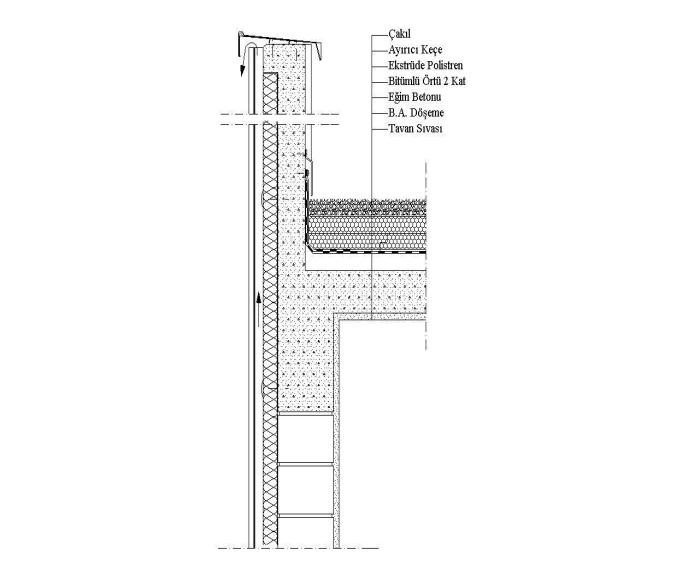 Çakıl
Ayırıcı Keçe
Ekstrüde Polistren
Bitümlü Örtü 2 Kat
Eğim Betonu
B.A. Döşeme
Tavan Sıvası